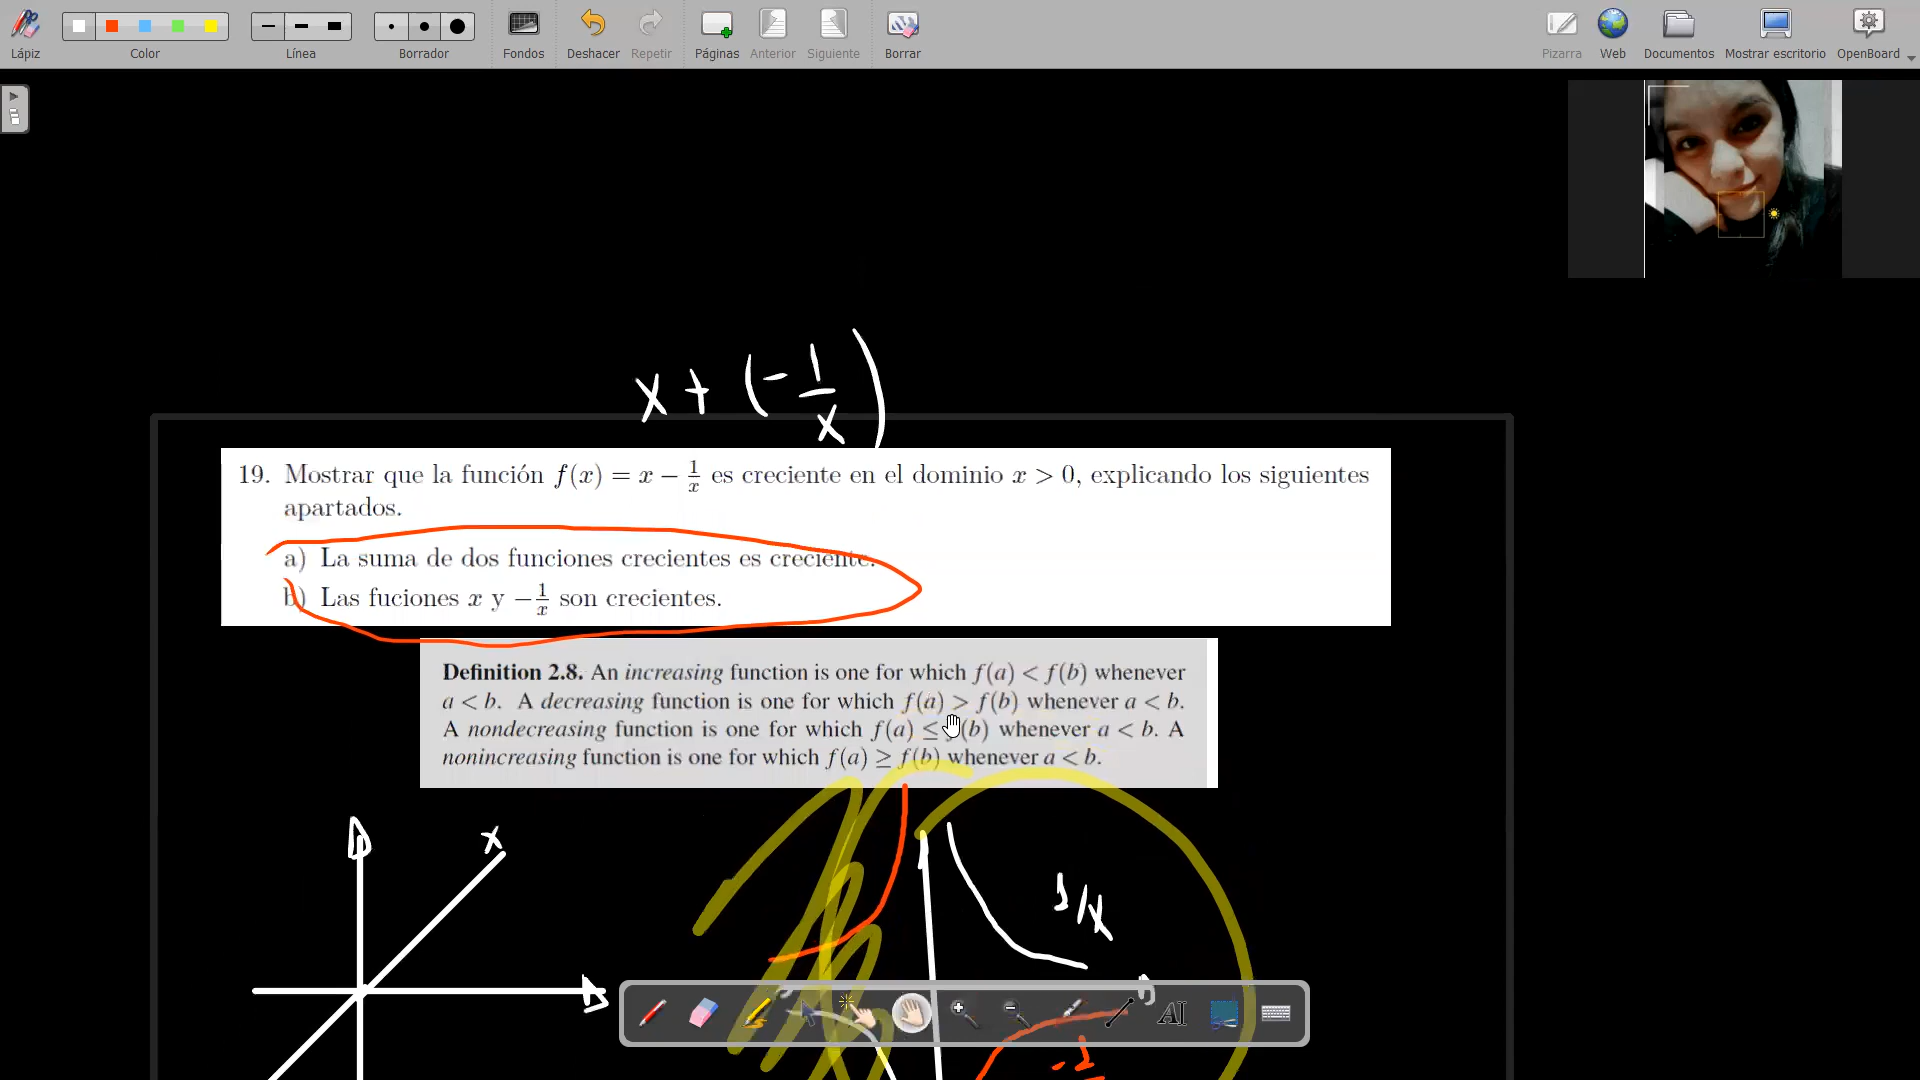 Lápiz Color Línea Borrador Fondos Deshacer Repetir Páginas Anterior Siguiente Borrar Pizarra Web Documentos Mostrar escritorio OpenBoard
x + (- 1/x)
19. Mostrar que la función f(x) = x − 1/x es creciente en el dominio x > 0, explicando los siguientes
apartados.
a) La suma de dos funciones crecientes es creciente.
b) Las fuciones x y −1/x son crecientes.
Definition 2.8. An increasing function is one for which f(a) < f(b) whenever
a < b. A decreasing function is one for which f(a) > f(b) whenever a < b.
A nondecreasing function is one for which f(a) ≤ f(b) whenever a < b. A
nonincreasing function is one for which f(a) ≥ f(b) whenever a < b.
x
1/x
AI